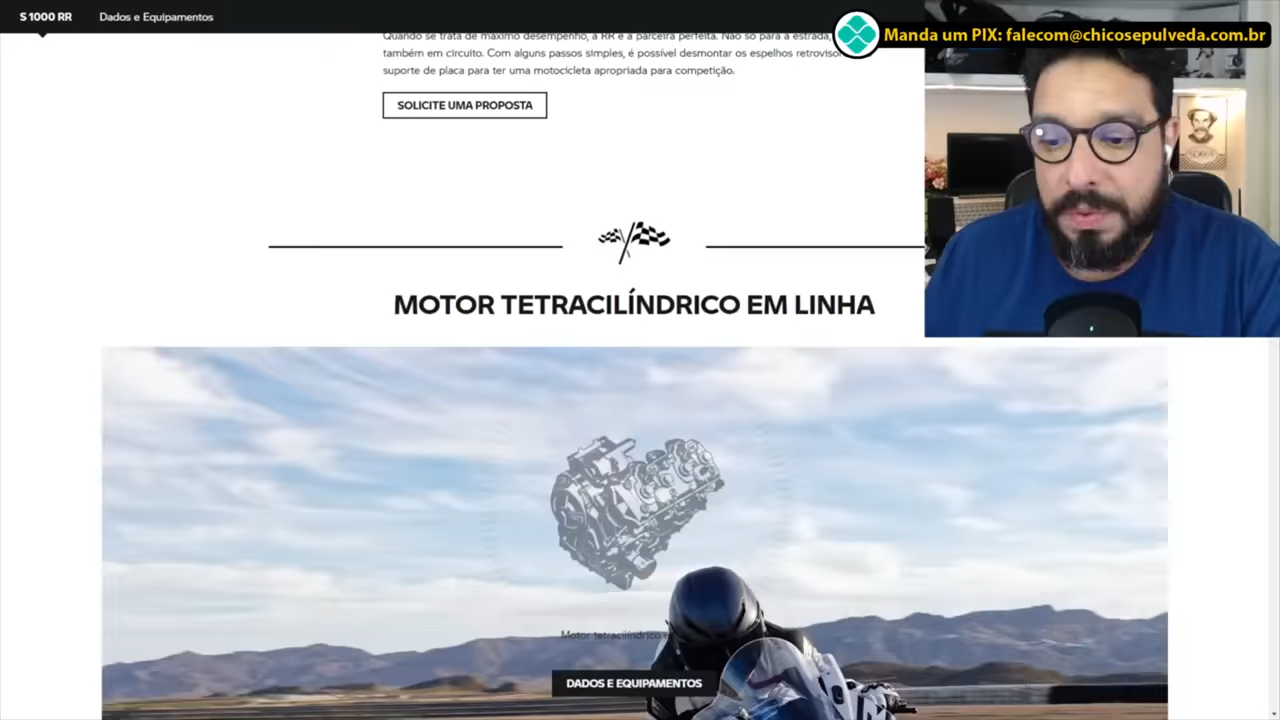 S 1000 RR
Dados e Equipamentos
Manda um PIX: falecom@chicosepulveda.com.br
Quando se trata de máximo desempenho, a RR é a parceira perfeita. Não só para a estrada,
também em circuito. Com alguns passos simples, é possível desmontar os espelhos
suporte de placa para ter uma motocicleta apropriada para competição.
SOLICITE UMA PROPOSTA
MOTOR TETRACILÍNDRICO EM LINHA
Motor tetracilíndrico
DADOS E EQUIPAMENTOS